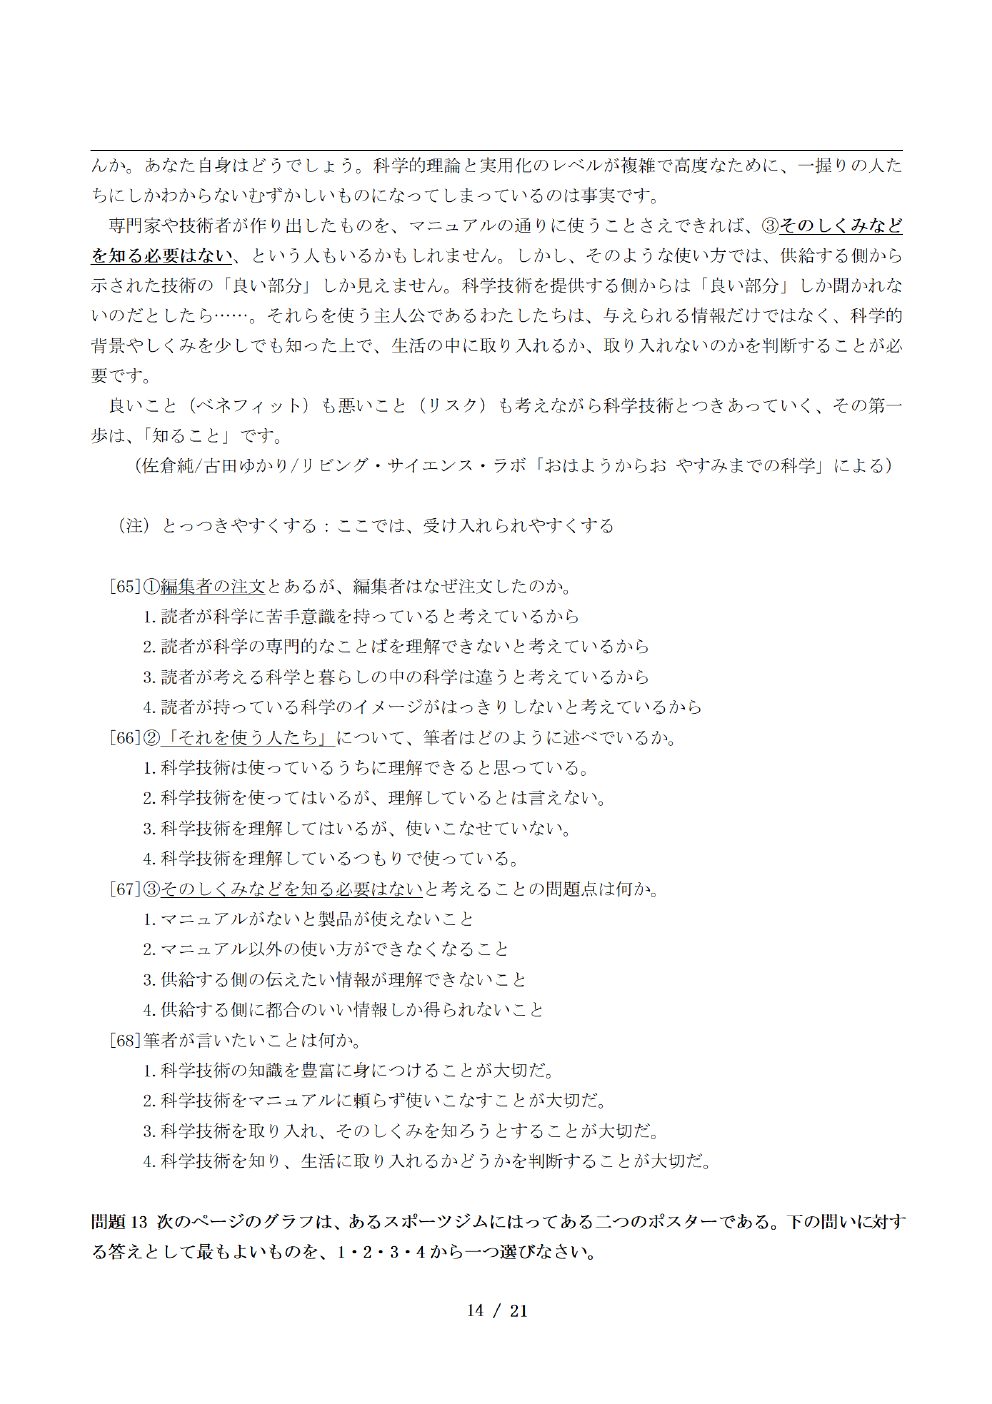 んか。あなた自身はどうでしょう。科学的理論と実用化のレベルが複雑で高度なために、一握りの人た
ちにしかわからないむずかしいものになってしまっているのは事実です。
専門家や技術者が作り出したものを、マニュアルの通りに使うことさえできれば、③そのしくみなど
を知る必要はない、という人もいるかもしれません。しかし、そのような使い方では、供給する側から
示された技術の「良い部分」しか見えません。科学技術を提供する側からは「良い部分」しか聞かれな
いのだとしたら……。それらを使う主人公であるわたしたちは、与えられる情報だけではなく、科学的
背景やしくみを少しでも知った上で、生活の中に取り入れるか、取り入れないのかを判断することが必
要です。
良いこと（ベネフィット）も悪いこと（リスク）も考えながら科学技術とつきあっていく、その第一
歩は、「知ること」です。
（佐倉純/古田ゆかり/リビング・サイエンス・ラボ「おはようからお やすみまでの科学」による）
（注）とっつきやすくする：ここでは、受け入れられやすくする
[65]①編集者の注文とあるが、編集者はなぜ注文したのか。
1.読者が科学に苦手意識を持っていると考えているから
2.読者が科学の専門的なことばを理解できないと考えているから
3.読者が考える科学と暮らしの中の科学は違うと考えているから
4.読者が持っている科学のイメージがはっきりしないと考えているから
[66]②「それを使う人たち」について、筆者はどのように述べでいるか。
1.科学技術は使っているうちに理解できると思っている。
2.科学技術を使ってはいるが、理解しているとは言えない。
3.科学技術を理解してはいるが、使いこなせていない。
4.科学技術を理解しているつもりで使っている。
[67]③そのしくみなどを知る必要はないと考えることの問題点は何か。
1.マニュアルがないと製品が使えないこと
2.マニュアル以外の使い方ができなくなること
3.供給する側の伝えたい情報が理解できないこと
4.供給する側に都合のいい情報しか得られないこと
[68]筆者が言いたいことは何か。
1.科学技術の知識を豊富に身につけることが大切だ。
2.科学技術をマニュアルに頼らず使いこなすことが大切だ。
3.科学技術を取り入れ、そのしくみを知ろうとすることが大切だ。
4.科学技術を知り、生活に取り入れるかどうかを判断することが大切だ。
問題 13 次のページのグラフは、あるスポーツジムにはってある二つのポスターである。下の問いに対す
る答えとして最もよいものを、1・2・3・4から一つ選びなさい。
14 / 21